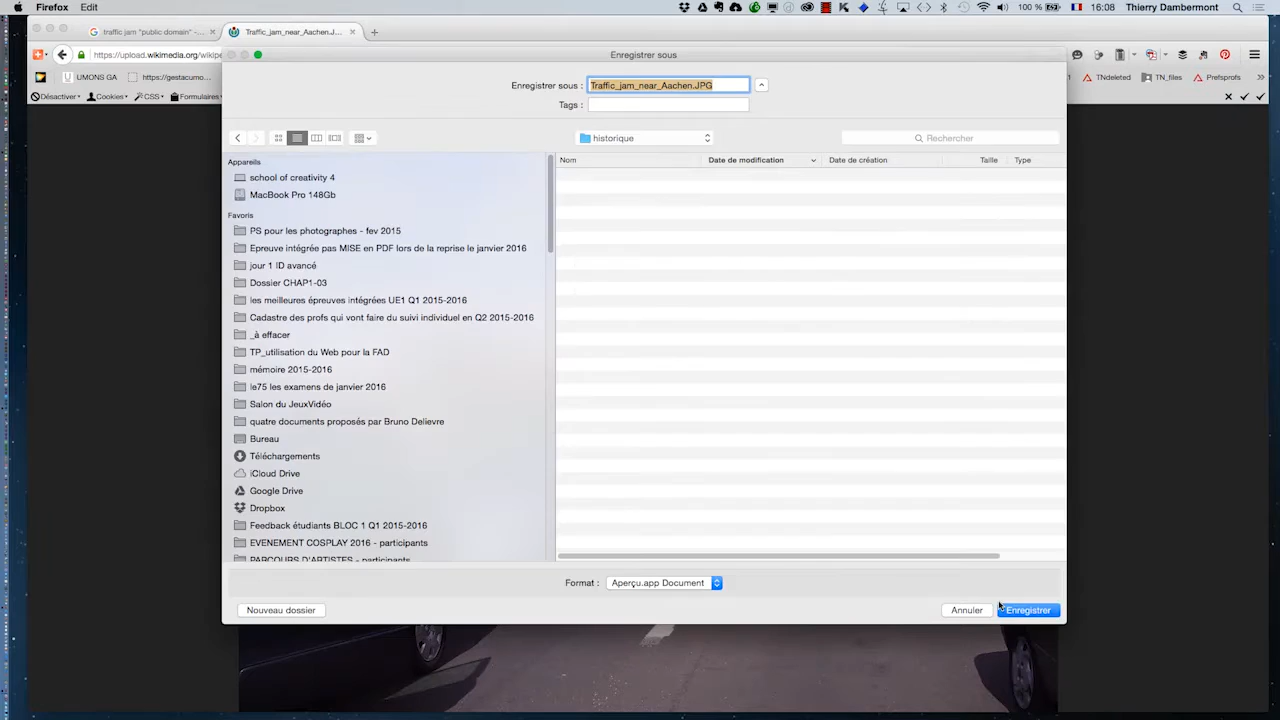 Firefox Edit 100 % 16:08 Thierry Dambermont
traffic jam "public domain" -... Traffic_jam_near_Aachen.J...
https://upload.wikimedia.org/wikipe
Enregistrer sous
UMONS GA https://gestacumo... TNdeleted TN_files Prefsprofs
Désactiver Cookies CSS Formulaires
Enregistrer sous : Traffic_jam_near_Aachen.JPG
Tags :
historique Rechercher
Nom Date de modification Date de création Taille Type
Appareils
school of creativity 4
MacBook Pro 148Gb
Favoris
PS pour les photographes - fev 2015
Epreuve intégrée pas MISE en PDF lors de la reprise le janvier 2016
jour 1 ID avancé
Dossier CHAP1-03
les meilleures épreuves intégrées UE1 Q1 2015-2016
Cadastre des profs qui vont faire du suivi individuel en Q2 2015-2016
_à effacer
TP_utilisation du Web pour la FAD
mémoire 2015-2016
le75 les examens de janvier 2016
Salon du JeuxVidéo
quatre documents proposés par Bruno Delievre
Bureau
Téléchargements
iCloud Drive
Google Drive
Dropbox
Feedback étudiants BLOC 1 Q1 2015-2016
EVENEMENT COSPLAY 2016 - participants
PARCOURS D'ARTISTES - participants
Format : Aperçu.app Document
Nouveau dossier Annuler Enregistrer